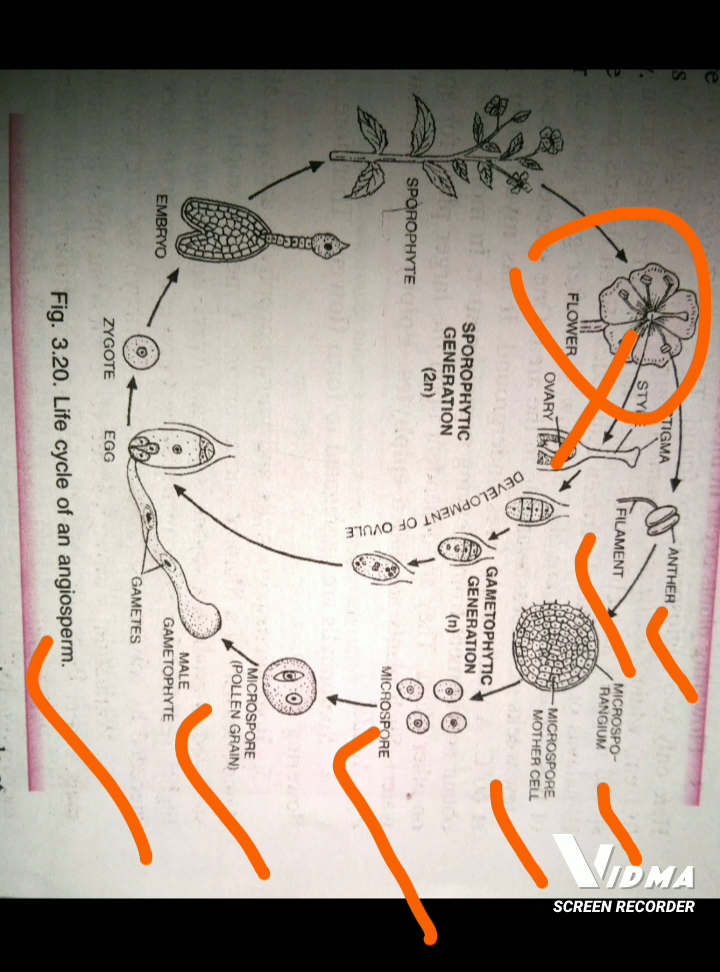 SPOROPHYTE
FLOWER
STIGMA
OVARY
ANTHER
FILAMENT
MICROSPO-
RANGIUM
MICROSPORE
MOTHER CELL
MICROSPORE
MICROSPORE
(POLLEN GRAIN)
MALE
GAMETOPHYTE
GAMETES
EGG
ZYGOTE
EMBRYO
SPOROPHYTIC
GENERATION
(2n)
DEVELOPMENT OF OVULE
GAMETOPHYTIC
GENERATION
(n)
Fig. 3.20. Life cycle of an angiosperm.
VIDMA
SCREEN RECORDER